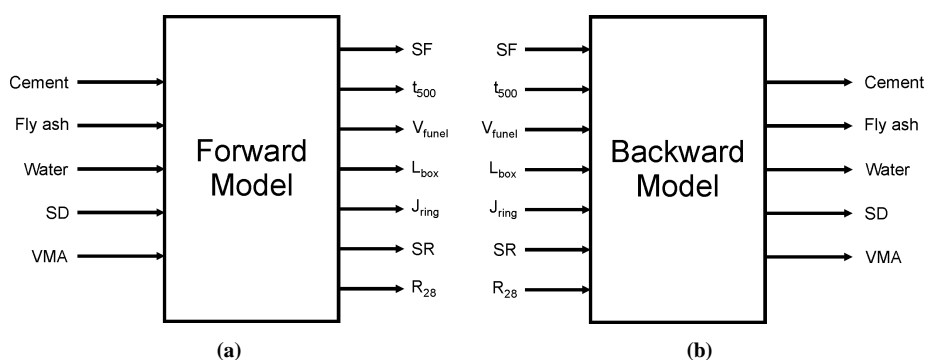 Cement
Fly ash
Water
SD
VMA
Forward
Model
SF
t500
Vfunel
Lbox
Jring
SR
R28
(a)
SF
t500
Vfunel
Lbox
Jring
SR
R28
Backward
Model
Cement
Fly ash
Water
SD
VMA
(b)